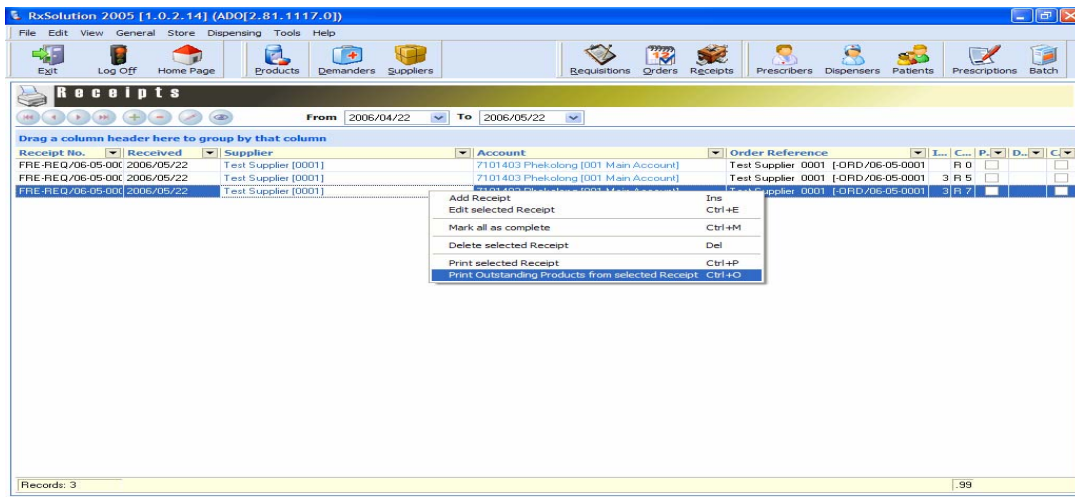 RxSolution 2005 [1.0.2.14] (ADO[2.81.1117.0])
File Edit View General Store Dispensing Tools Help
Exit Log Off Home Page Products Demanders Suppliers Requisitions Orders Receipts Prescribers Dispensers Patients Prescriptions Batch
Receipts
From 2006/04/22 To 2006/05/22
Drag a column header here to group by that column
Receipt No. Received Supplier Account Order Reference I... C... P. D.. C
FRE-REQ/06-05-000 2006/05/22 Test Supplier [0001] 7101403 Phekolong [001 Main Account] Test Supplier 0001 [-ORD/06-05-0001 R 0
FRE-REQ/06-05-000 2006/05/22 Test Supplier [0001] 7101403 Phekolong [001 Main Account] Test Supplier 0001 [-ORD/06-05-0001 3 R 5
FRE-REQ/06-05-000 2006/05/22 Test Supplier [0001] 7101403 Phekolong [001 Main Account] Test Supplier 0001 [-ORD/06-05-0001 3 R 7
Add Receipt Ins
Edit selected Receipt Ctrl+E
Mark all as complete Ctrl+M
Delete selected Receipt Del
Print selected Receipt Ctrl+P
Print Outstanding Products from selected Receipt Ctrl+O
Records: 3 .99